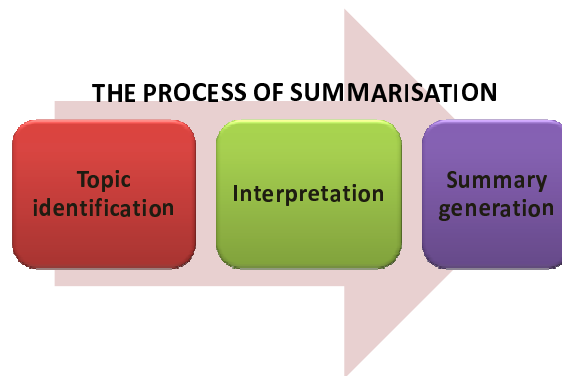 THE PROCESS OF SUMMARISATION
Topic
identification
Interpretation
Summary
generation